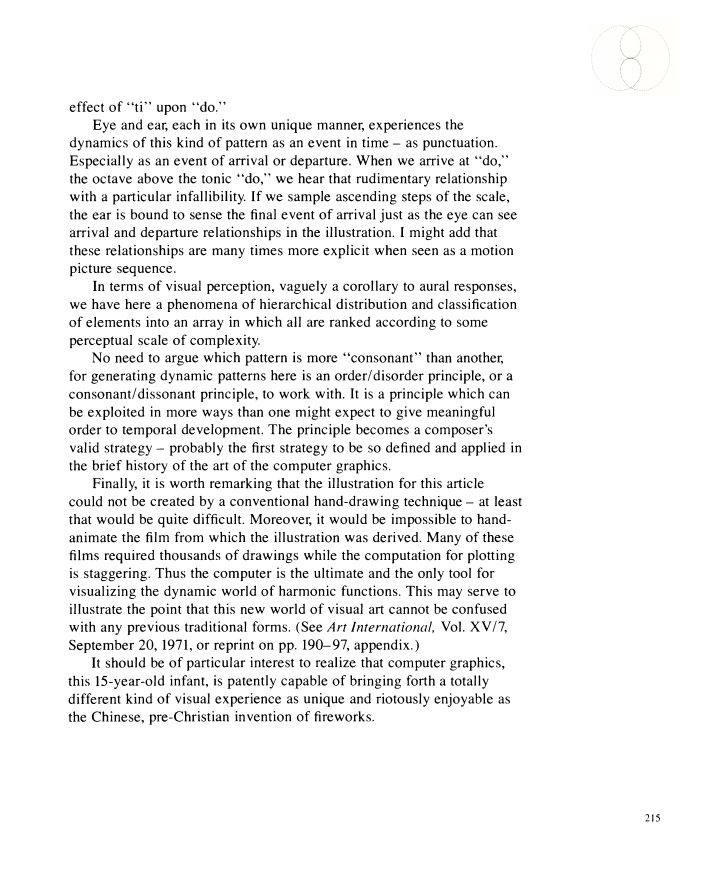 effect of “ti” upon “do.”
Eye and ear, each in its own unique manner, experiences the
dynamics of this kind of pattern as an event in time – as punctuation.
Especially as an event of arrival or departure. When we arrive at “do,”
the octave above the tonic “do,” we hear that rudimentary relationship
with a particular infallibility. If we sample ascending steps of the scale,
the ear is bound to sense the final event of arrival just as the eye can see
arrival and departure relationships in the illustration. I might add that
these relationships are many times more explicit when seen as a motion
picture sequence.
In terms of visual perception, vaguely a corollary to aural responses,
we have here a phenomena of hierarchical distribution and classification
of elements into an array in which all are ranked according to some
perceptual scale of complexity.
No need to argue which pattern is more “consonant” than another,
for generating dynamic patterns here is an order/disorder principle, or a
consonant/dissonant principle, to work with. It is a principle which can
be exploited in more ways than one might expect to give meaningful
order to temporal development. The principle becomes a composer’s
valid strategy – probably the first strategy to be so defined and applied in
the brief history of the art of the computer graphics.
Finally, it is worth remarking that the illustration for this article
could not be created by a conventional hand-drawing technique – at least
that would be quite difficult. Moreover, it would be impossible to hand-
animate the film from which the illustration was derived. Many of these
films required thousands of drawings while the computation for plotting
is staggering. Thus the computer is the ultimate and the only tool for
visualizing the dynamic world of harmonic functions. This may serve to
illustrate the point that this new world of visual art cannot be confused
with any previous traditional forms. (See Art International, Vol. XV/7,
September 20, 1971, or reprint on pp. 190–97, appendix.)
It should be of particular interest to realize that computer graphics,
this 15-year-old infant, is patently capable of bringing forth a totally
different kind of visual experience as unique and riotously enjoyable as
the Chinese, pre-Christian invention of fireworks.
215